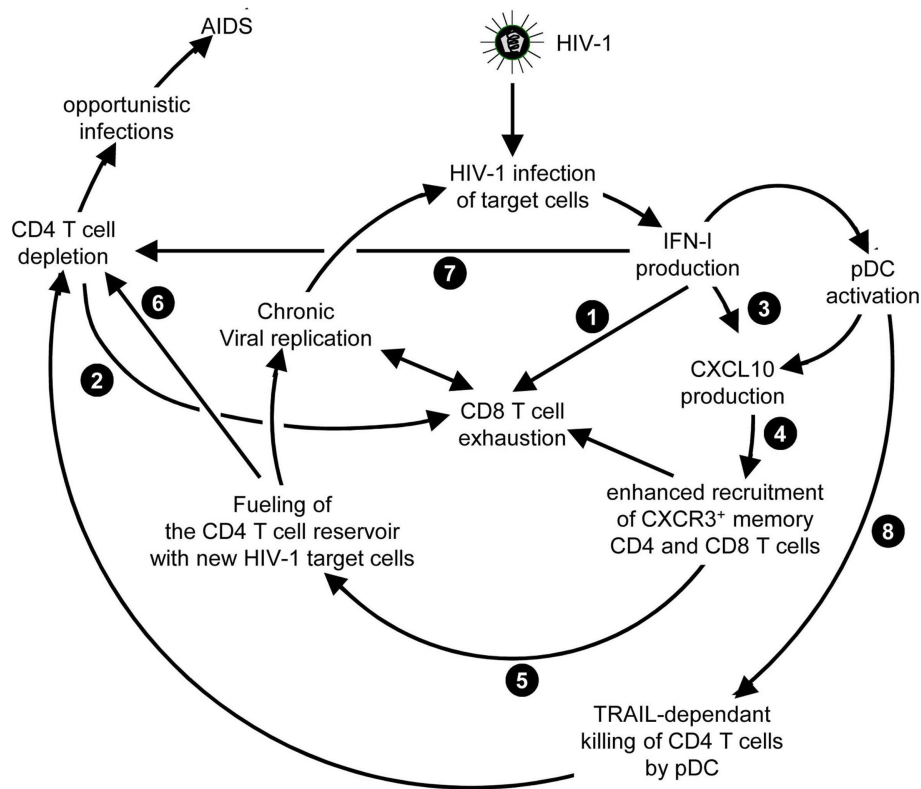 AIDS
HIV-1
opportunistic
infections
HIV-1 infection
of target cells
CD4 T cell
depletion
IFN-I
production
pDC
activation
7
6
1
3
Chronic
Viral replication
2
CXCL10
production
CD8 T cell
exhaustion
4
Fueling of
the CD4 T cell reservoir
with new HIV-1 target cells
enhanced recruitment
of CXCR3⁺ memory
CD4 and CD8 T cells
8
5
TRAIL-dependant
killing of CD4 T cells
by pDC